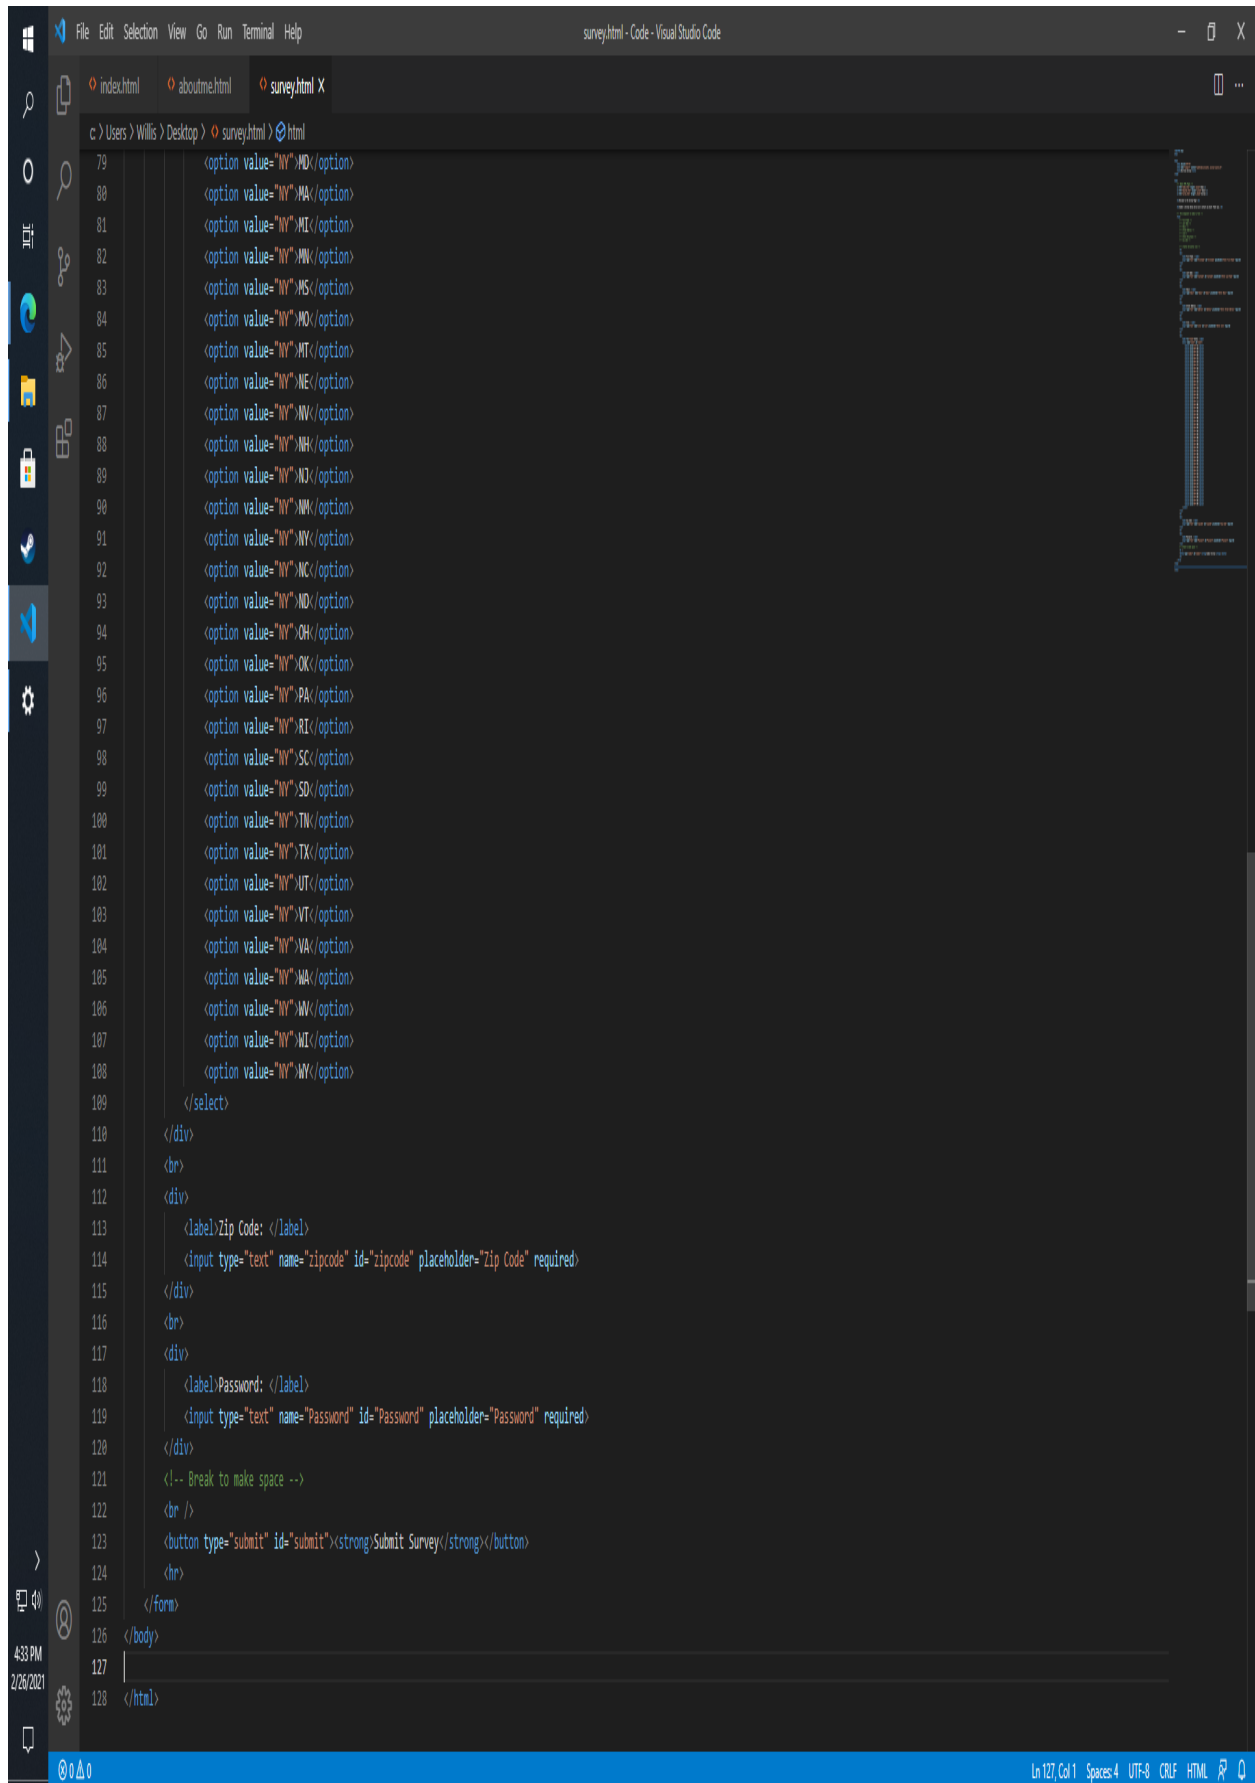 File Edit Selection View Go Run Terminal Help
survey.html - Code - Visual Studio Code
index.html
aboutme.html
survey.html
c: > Users > Willis > Desktop > survey.html > html
79 <option value="NY">MD</option>
80 <option value="NY">MA</option>
81 <option value="NY">MI</option>
82 <option value="NY">MN</option>
83 <option value="NY">MS</option>
84 <option value="NY">MO</option>
85 <option value="NY">MT</option>
86 <option value="NY">NE</option>
87 <option value="NY">NV</option>
88 <option value="NY">NH</option>
89 <option value="NY">NJ</option>
90 <option value="NY">NM</option>
91 <option value="NY">NY</option>
92 <option value="NY">NC</option>
93 <option value="NY">ND</option>
94 <option value="NY">OH</option>
95 <option value="NY">OK</option>
96 <option value="NY">PA</option>
97 <option value="NY">RI</option>
98 <option value="NY">SC</option>
99 <option value="NY">SD</option>
100 <option value="NY">TN</option>
101 <option value="NY">TX</option>
102 <option value="NY">UT</option>
103 <option value="NY">VT</option>
104 <option value="NY">VA</option>
105 <option value="NY">WA</option>
106 <option value="NY">WV</option>
107 <option value="NY">WI</option>
108 <option value="NY">WY</option>
109 </select>
110 </div>
111 <br>
112 <div>
113 <label>Zip Code: </label>
114 <input type="text" name="zipcode" id="zipcode" placeholder="Zip Code" required>
115 </div>
116 <br>
117 <div>
118 <label>Password: </label>
119 <input type="text" name="Password" id="Password" placeholder="Password" required>
120 </div>
121 <!-- Break to make space -->
122 <br />
123 <button type="submit" id="submit"><strong>Submit Survey</strong></button>
124 <hr>
125 </form>
126 </body>
127
128 </html>
4:33 PM
2/26/2021
0 0
Ln 127, Col 1 Spaces: 4 UTF-8 CRLF HTML